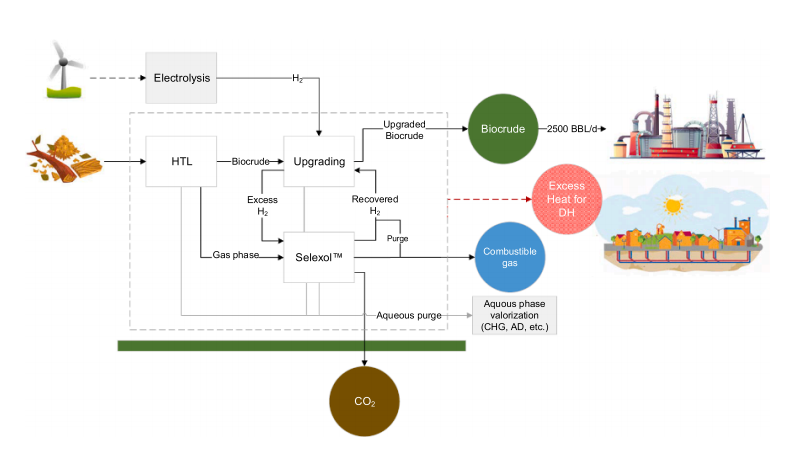 Electrolysis
H₂
HTL
Biocrude
Upgrading
Upgraded
Biocrude
Biocrude
2500 BBL/d
Excess
H₂
Recovered
H₂
Excess
Heat for
DH
Purge
Gas phase
Selexol™
Combustible
gas
Aqueous purge
Aquous phase
valorization
(CHG, AD, etc.)
CO₂